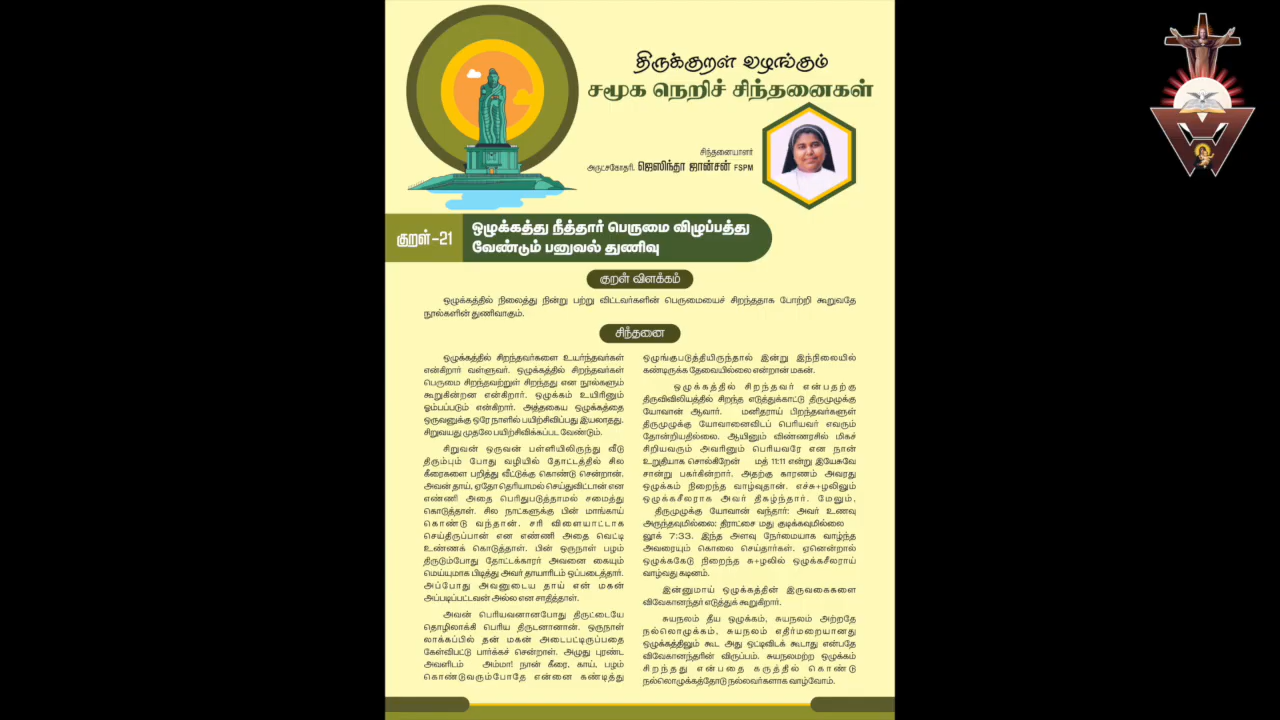 திருக்குறள் வழங்கும்
சமூக நெறிச் சிந்தனைகள்
சிந்தனையாளர்
அருட்சகோதரி. ஜெஸிந்தா ஜான்சன் FSPM
குறள்-21
ஒழுக்கத்து நீத்தார் பெருமை விழுப்பத்து
வேண்டும் பனுவல் துணிவு
குறள் விளக்கம்
ஒழுக்கத்தில் நிலைத்து நின்று பற்று விட்டவர்களின் பெருமையைச் சிறந்ததாக போற்றி கூறுவதே
நூல்களின் துணிவாகும்.
சிந்தனை
ஒழுக்கத்தில் சிறந்தவர்களை உயர்ந்தவர்கள்
என்கிறார் வள்ளுவர். ஒழுக்கத்தில் சிறந்தவர்கள்
பெருமை சிறந்தவற்றுள் சிறந்தது என நூல்களும்
கூறுகின்றன என்கிறார். ஒழுக்கம் உயிரினும்
ஓம்பப்படும் என்கிறார். அத்தகைய ஒழுக்கத்தை
ஒருவனுக்கு ஒரே நாளில் பயிற்சிவிப்பது இயலாதது.
சிறுவயது முதலே பயிற்சிவிக்கப்பட வேண்டும்.
சிறுவன் ஒருவன் பள்ளியிலிருந்து வீடு
திரும்பும் போது வழியில் தோட்டத்தில் சில
கீரைகளை பறித்து வீட்டுக்கு கொண்டு சென்றான்.
அவன் தாய், ஏதோ தெரியாமல் செய்துவிட்டான் என
எண்ணி அதை பெரிதுபடுத்தாமல் சமைத்து
கொடுத்தாள். சில நாட்களுக்கு பின் மாங்காய்
கொண்டு வந்தான். சரி விளையாட்டாக
செய்திருப்பான் என எண்ணி அதை வெட்டி
உண்ணக் கொடுத்தாள். பின் ஒருநாள் பழம்
திருடும்போது தோட்டக்காரர் அவனை கையும்
மெய்யுமாக பிடித்து அவர் தாயாரிடம் ஒப்படைத்தார்.
அப்போது அவனுடைய தாய் என் மகன்
அப்படிப்பட்டவன் அல்ல என சாதித்தாள்.
அவன் பெரியவனானபோது திருட்டையே
தொழிலாக்கி பெரிய திருடனானான். ஒருநாள்
லாக்கப்பில் தன் மகன் அடைபட்டிருப்பதை
கேள்விபட்டு பார்க்கச் சென்றாள். அழுது புரண்ட
அவளிடம் அம்மா! நான் கீரை, காய், பழம்
கொண்டுவரும்போதே என்னை கண்டித்து
ஒழுங்குபடுத்தியிருந்தால் இன்று இந்நிலையில்
கண்டிருக்க தேவையில்லை என்றான் மகன்.
ஒழுக்கத்தில் சிறந்தவர் என்பதற்கு
திருவிவிலியத்தில் சிறந்த எடுத்துக்காட்டு திருமுழுக்கு
யோவான் ஆவார். மனிதராய் பிறந்தவர்களுள்
திருமுழுக்கு யோவானைவிடப் பெரியவர் எவரும்
தோன்றியதில்லை. ஆயினும் விண்ணரசில் மிகச்
சிறியவரும் அவரினும் பெரியவரே என நான்
உறுதியாக சொல்கிறேன் மத் 11:11 என்று இயேசுவே
சான்று பகர்கின்றார். அதற்கு காரணம் அவரது
ஒழுக்கம் நிறைந்த வாழ்வுதான். எச்சு+ழலிலும்
ஒழுக்கசீலராக அவர் திகழ்ந்தார். மேலும்,
திருமுழுக்கு யோவான் வந்தார்: அவர் உணவு
அருந்தவுமில்லை: திராட்சை மது குடிக்கவுமில்லை
லூக் 7:33. இந்த அளவு நேர்மையாக வாழ்ந்த
அவரையும் கொலை செய்தார்கள். ஏனென்றால்
ஒழுக்ககேடு நிறைந்த சு+ழலில் ஒழுக்கசீலராய்
வாழ்வது கடினம்.
இன்னுமாய் ஒழுக்கத்தின் இருவகைகளை
விவேகானந்தர் எடுத்துக் கூறுகிறார்.
சுயநலம் தீய ஒழுக்கம், சுயநலம் அற்றதே
நல்லொழுக்கம், சுயநலம் எதிர்மறையானது
ஒழுக்கத்திலும் கூட அது ஒட்டிவிடக் கூடாது என்பதே
விவேகானந்தரின் விருப்பம். சுயநலமற்ற ஒழுக்கம்
சிறந்தது என்பதை கருத்தில் கொண்டு
நல்லொழுக்கத்தோடு நல்லவர்களாக வாழ்வோம்.